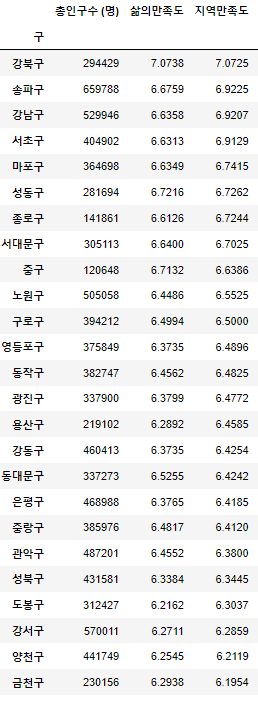 총인구수 (명) 삶의만족도 지역만족도
구
강북구 294429 7.0738 7.0725
송파구 659788 6.6759 6.9225
강남구 529946 6.6358 6.9207
서초구 404902 6.6313 6.9129
마포구 364698 6.6349 6.7415
성동구 281694 6.7216 6.7262
종로구 141861 6.6126 6.7244
서대문구 305113 6.6400 6.7025
중구 120648 6.7132 6.6386
노원구 505058 6.4486 6.5525
구로구 394212 6.4994 6.5000
영등포구 375849 6.3735 6.4896
동작구 382747 6.4562 6.4825
광진구 337900 6.3799 6.4772
용산구 219102 6.2892 6.4585
강동구 460413 6.3735 6.4254
동대문구 337273 6.5255 6.4242
은평구 468988 6.3765 6.4185
중랑구 385976 6.4817 6.4120
관악구 487201 6.4552 6.3800
성북구 431581 6.3384 6.3445
도봉구 312427 6.2162 6.3037
강서구 570011 6.2711 6.2859
양천구 441749 6.2545 6.2119
금천구 230156 6.2938 6.1954